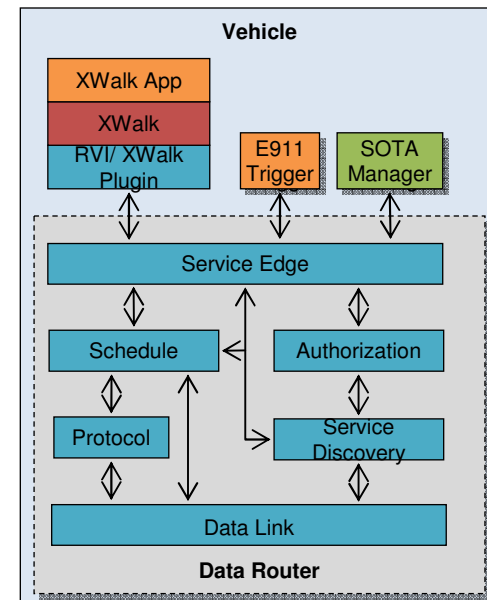 Vehicle
XWalk App
XWalk
RVI/ XWalk
Plugin
E911
Trigger
SOTA
Manager
Service Edge
Schedule
Authorization
Protocol
Service
Discovery
Data Link
Data Router